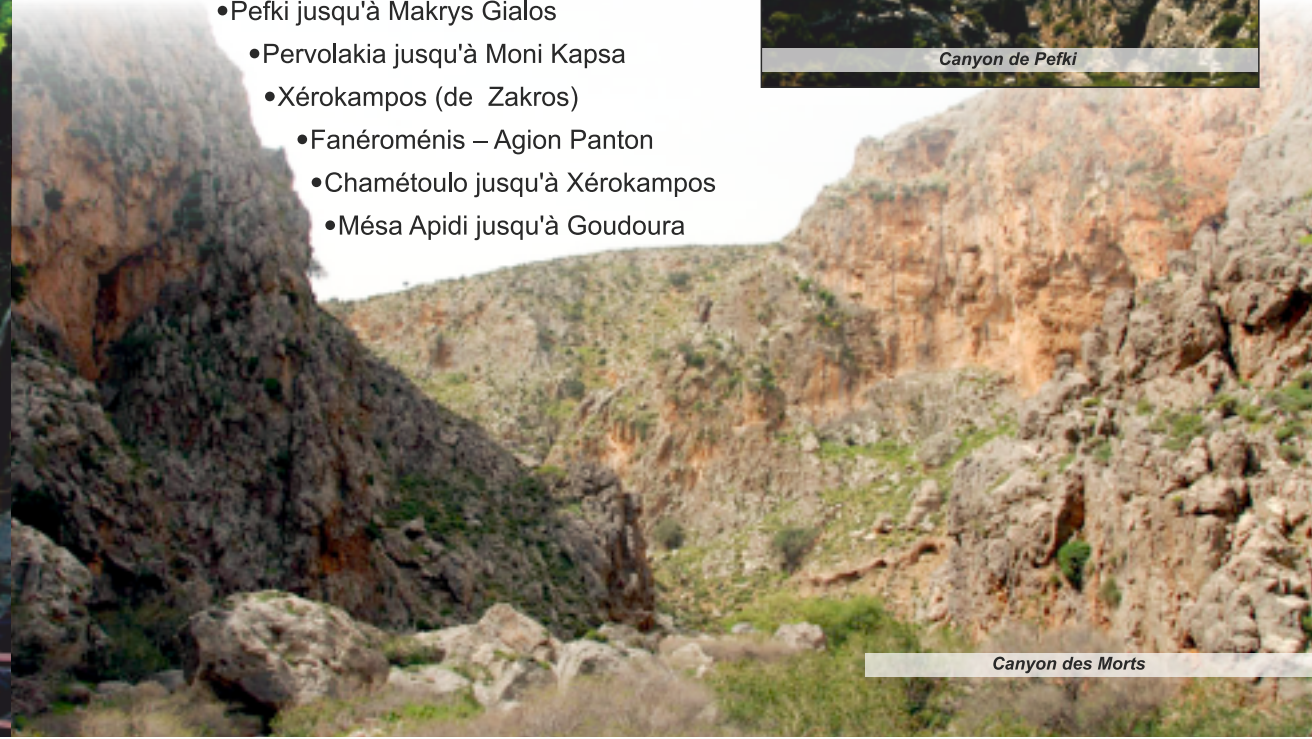 •Pefki jusqu'à Makrys Gialos
•Pervolakia jusqu'à Moni Kapsa
•Xérokampos (de  Zakros)
•Fanéroménis – Agion Panton
•Chamétoulo jusqu'à Xérokampos
•Mésa Apidi jusqu'à Goudoura
Canyon de Pefki
Canyon des Morts